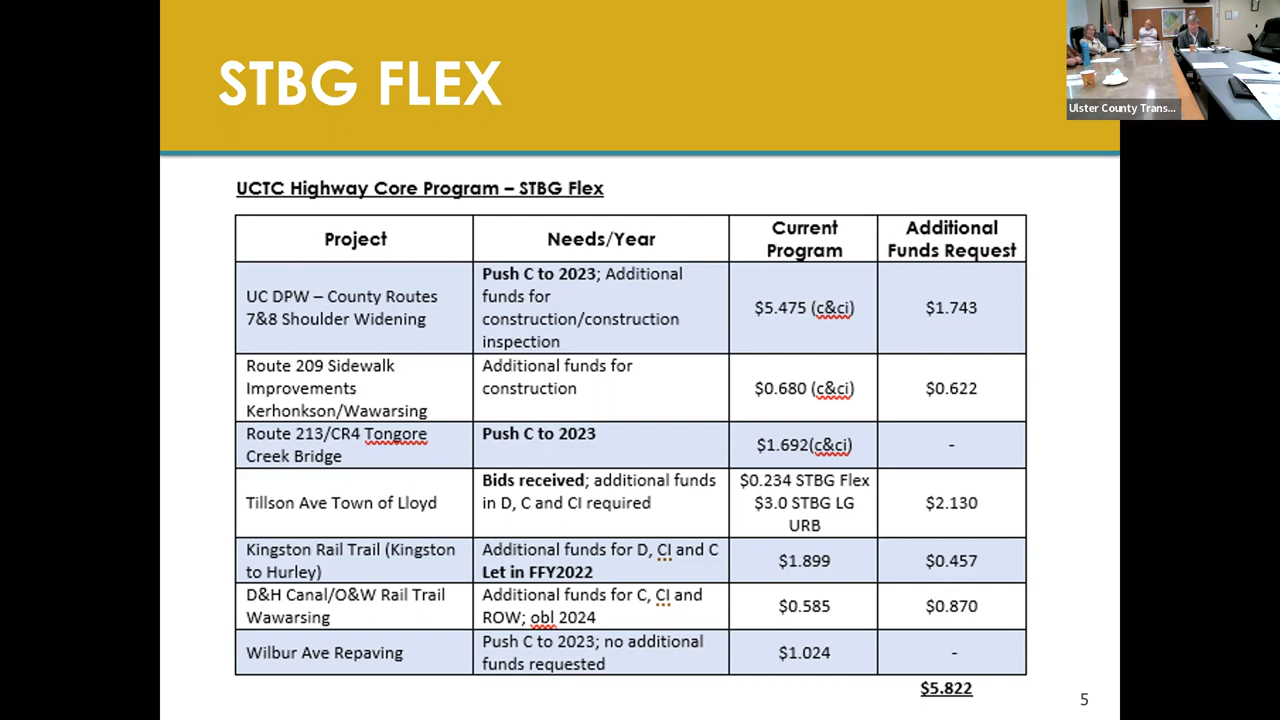 STBG FLEX
Ulster County Trans...
UCTC Highway Core Program – STBG Flex
Project
Needs/Year
Current
Program
Additional
Funds Request
UC DPW – County Routes
7&8 Shoulder Widening
Push C to 2023; Additional
funds for
construction/construction
inspection
$5.475 (c&ci)
$1.743
Route 209 Sidewalk
Improvements
Kerhonkson/Wawarsing
Additional funds for
construction
$0.680 (c&ci)
$0.622
Route 213/CR4 Tongore
Creek Bridge
Push C to 2023
$1.692(c&ci)
-
Tillson Ave Town of Lloyd
Bids received; additional funds
in D, C and CI required
$0.234 STBG Flex
$3.0 STBG LG
URB
$2.130
Kingston Rail Trail (Kingston
to Hurley)
Additional funds for D, CI and C
Let in FFY2022
$1.899
$0.457
D&H Canal/O&W Rail Trail
Wawarsing
Additional funds for C, CI and
ROW; obl 2024
$0.585
$0.870
Wilbur Ave Repaving
Push C to 2023; no additional
funds requested
$1.024
-
$5.822
5